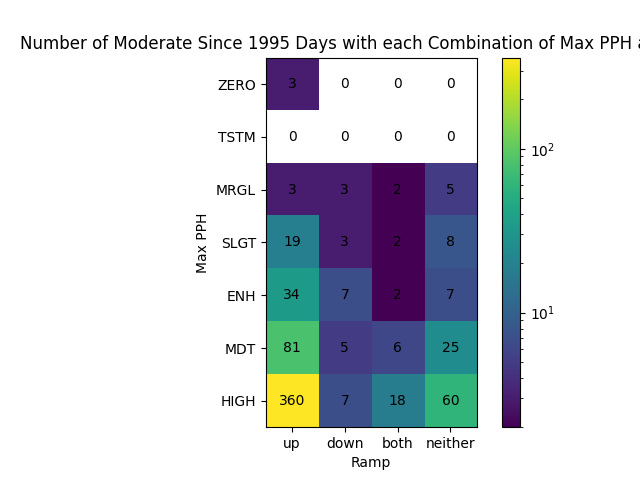 Number of Moderate Since 1995 Days with each Combination of Max PPH
ZERO 3 0 0 0
TSTM 0 0 0 0
MRGL 3 3 2 5
SLGT 19 3 2 8
ENH 34 7 2 7
MDT 81 5 6 25
HIGH 360 7 18 60
up down both neither
Ramp
Max PPH
10²
10¹